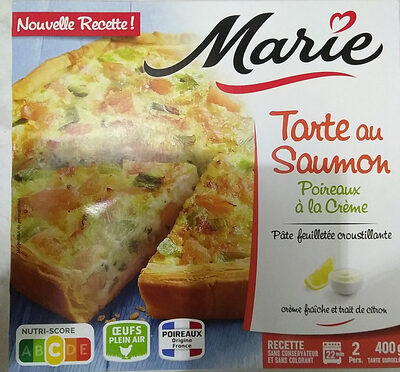 Nouvelle Recette !
Marie
Tarte au
Saumon
Poireaux
à la Crème
Pâte feuilletée croustillante
crème fraîche et trait de citron
NUTRI-SCORE
A B C D E
ŒUFS
PLEIN AIR
POIREAUX
Origine
France
RECETTE
SANS CONSERVATEUR
ET SANS COLORANT
22 min
2
Pers.
400g
TARTE